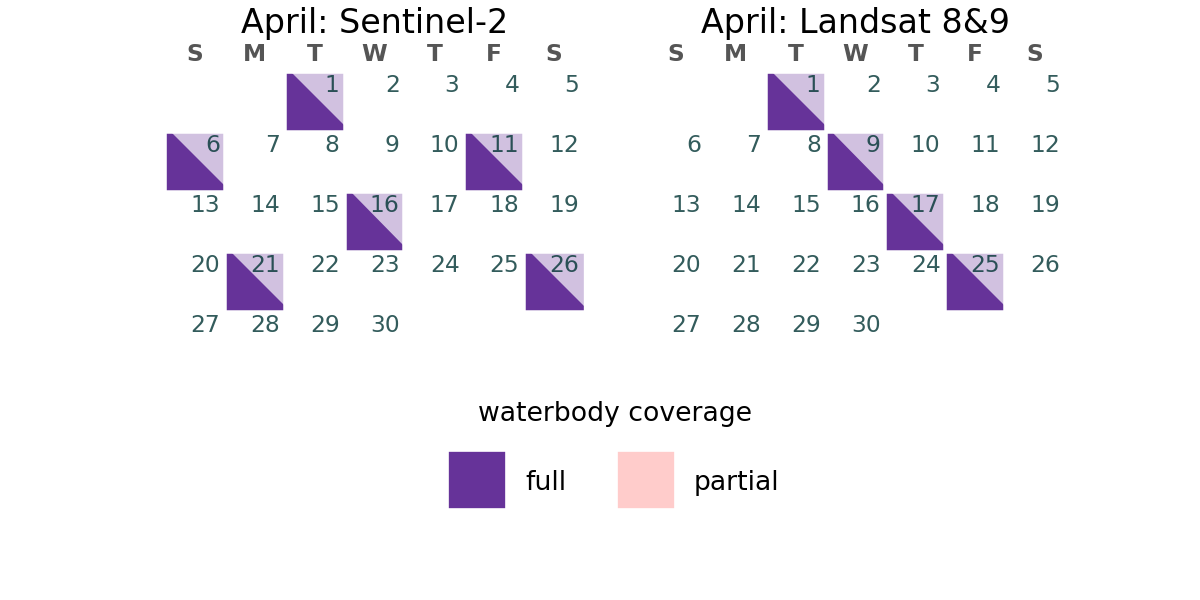 April: Sentinel-2
S M T W T F S
1 2 3 4 5
6 7 8 9 10 11 12
13 14 15 16 17 18 19
20 21 22 23 24 25 26
27 28 29 30
April: Landsat 8&9
S M T W T F S
1 2 3 4 5
6 7 8 9 10 11 12
13 14 15 16 17 18 19
20 21 22 23 24 25 26
27 28 29 30
waterbody coverage
full
partial